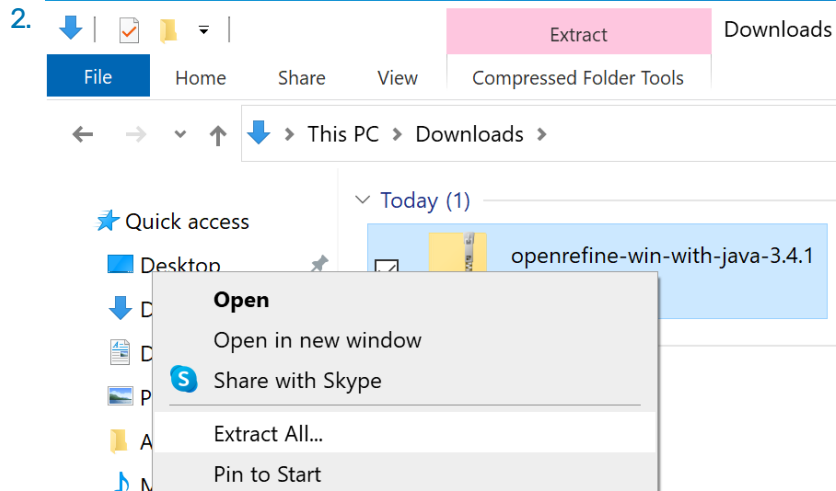 2.
Extract
Downloads
File
Home
Share
View
Compressed Folder Tools
This PC
Downloads
Today (1)
Quick access
Desktop
openrefine-win-with-java-3.4.1
Open
Open in new window
S
Share with Skype
Extract All...
Pin to Start